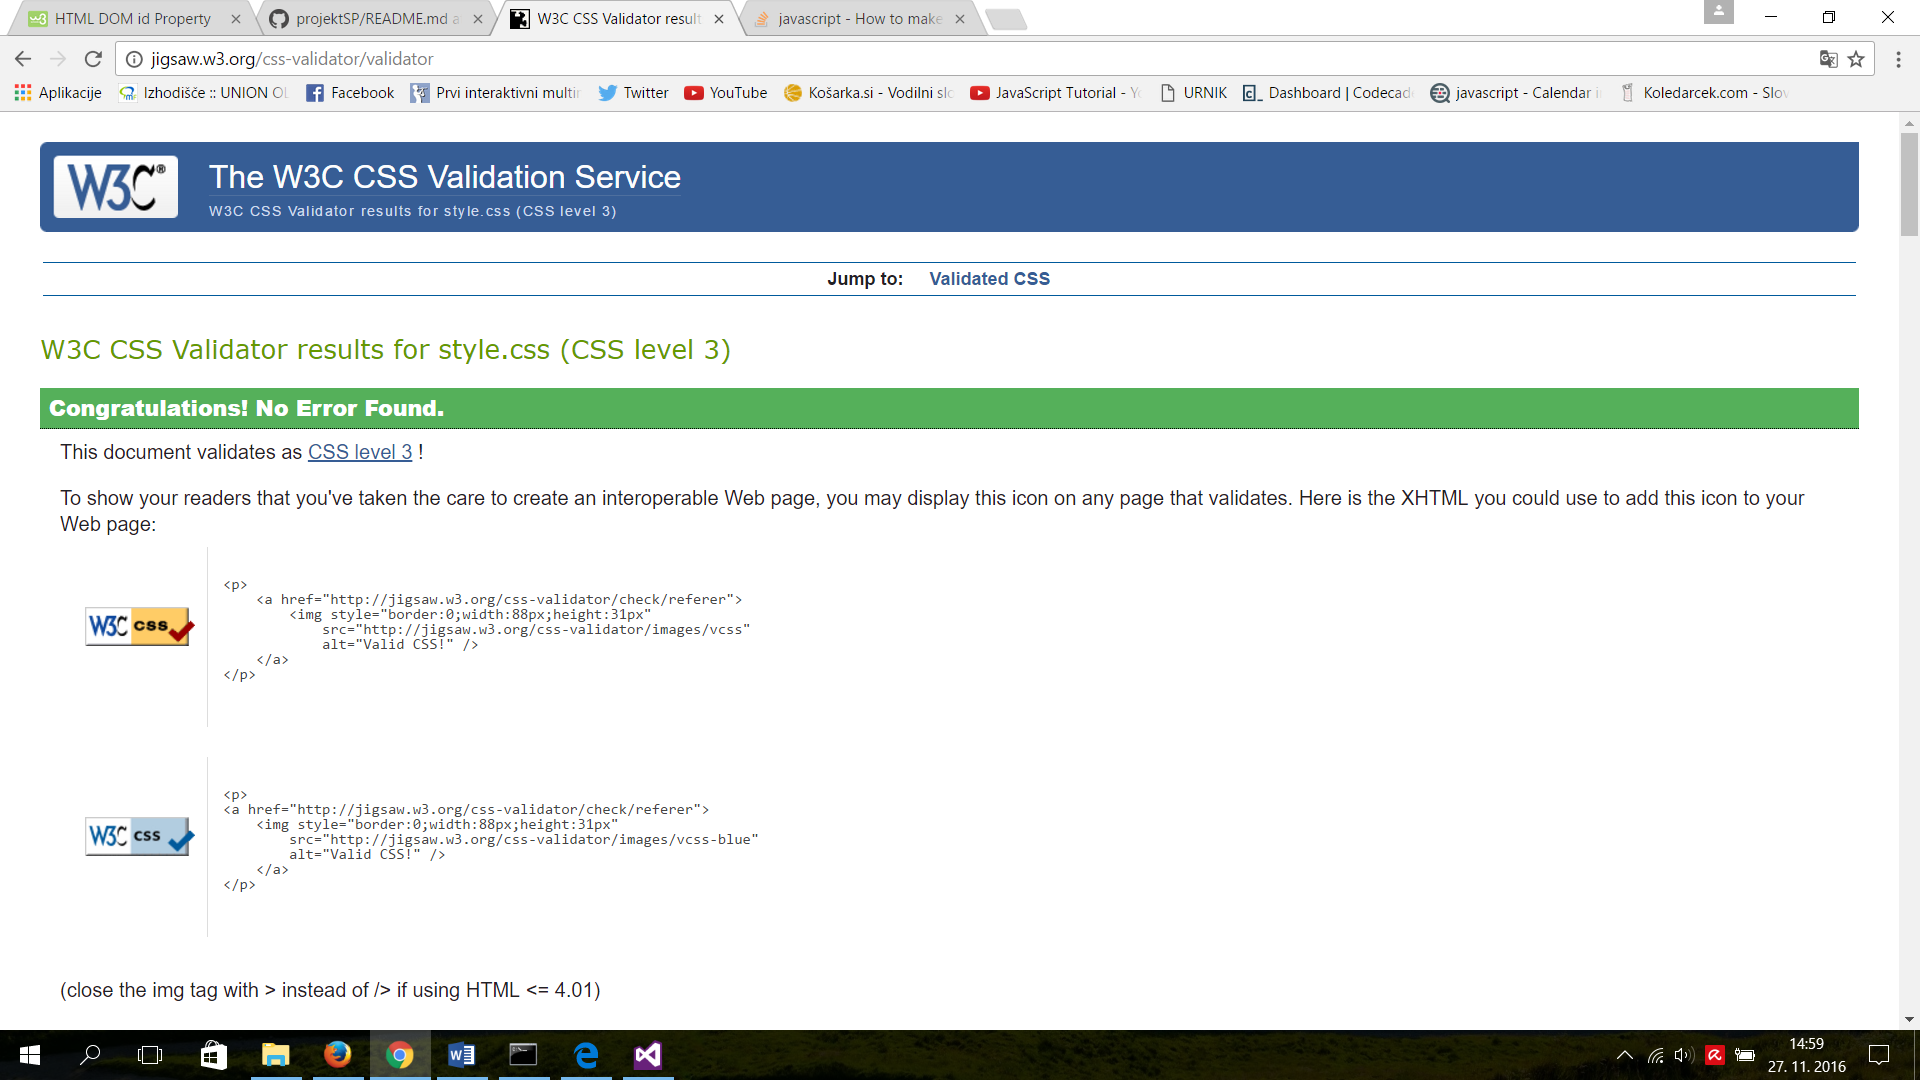 HTML DOM id Property
projektSP/README.md a
W3C CSS Validator result
javascript - How to make
jigsaw.w3.org/css-validator/validator
Aplikacije
Izhodišče :: UNION OL
Facebook
Prvi interaktivni multim
Twitter
YouTube
Košarka.si - Vodilni slo
JavaScript Tutorial - Yo
URNIK
Dashboard | Codecade
javascript - Calendar i
Koledarcek.com - Slov
W3C®
The W3C CSS Validation Service
W3C CSS Validator results for style.css (CSS level 3)
Jump to: Validated CSS
W3C CSS Validator results for style.css (CSS level 3)
Congratulations! No Error Found.
This document validates as CSS level 3 !
To show your readers that you've taken the care to create an interoperable Web page, you may display this icon on any page that validates. Here is the XHTML you could use to add this icon to your
Web page:
W3C css
<p>
<a href="http://jigsaw.w3.org/css-validator/check/referer">
<img style="border:0;width:88px;height:31px"
src="http://jigsaw.w3.org/css-validator/images/vcss"
alt="Valid CSS!" />
</a>
</p>
W3C css
<p>
<a href="http://jigsaw.w3.org/css-validator/check/referer">
<img style="border:0;width:88px;height:31px"
src="http://jigsaw.w3.org/css-validator/images/vcss-blue"
alt="Valid CSS!" />
</a>
</p>
(close the img tag with > instead of /> if using HTML <= 4.01)
14:59
27. 11. 2016